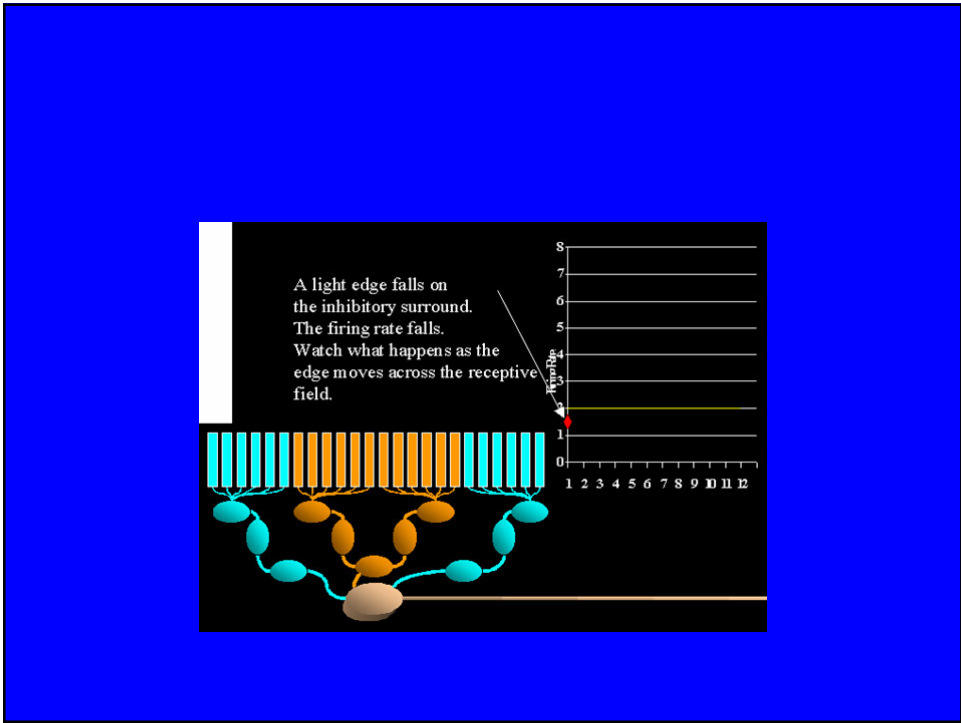 A light edge falls on
the inhibitory surround.
The firing rate falls.
Watch what happens as the
edge moves across the receptive
field.
8
7
6
5
4
3
2
1
0
Firing Rate
1 2 3 4 5 6 7 8 9 10 11 12